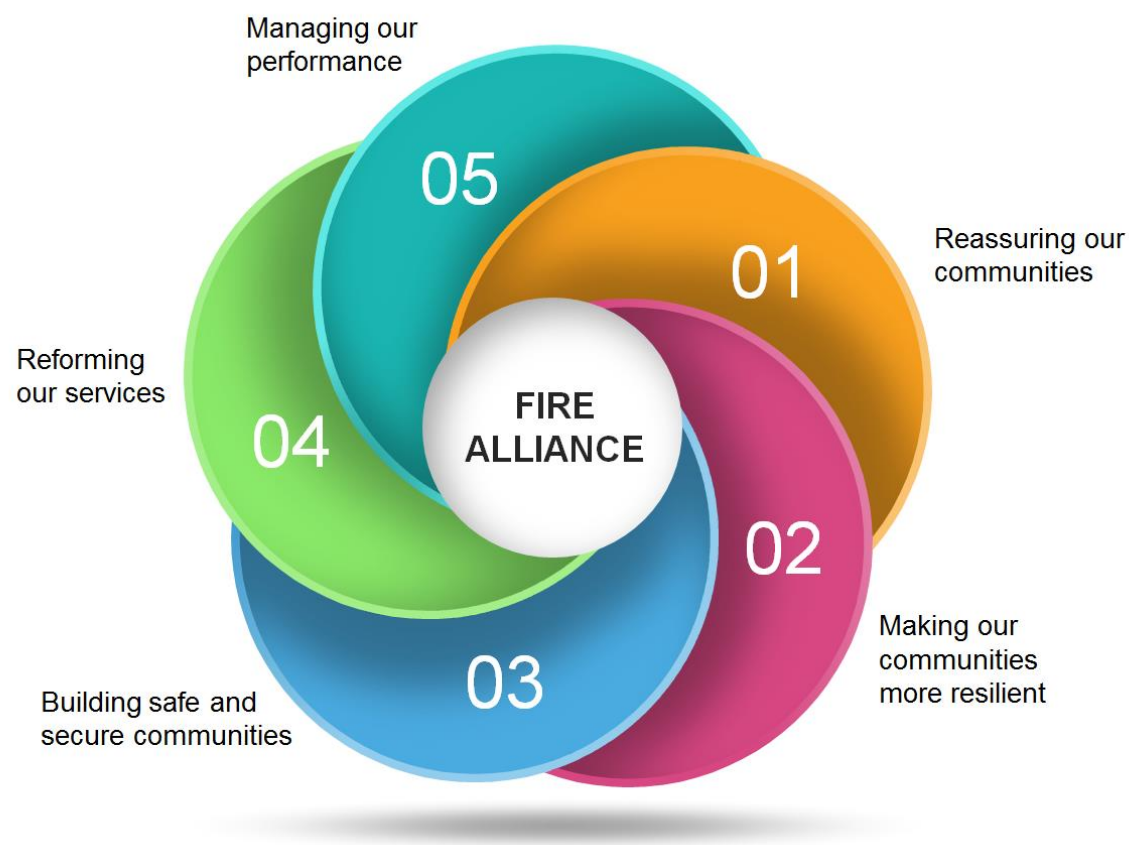 Managing our
performance
05
01
Reassuring our
communities
Reforming
our services
04
FIRE
ALLIANCE
02
Making our
communities
more resilient
03
Building safe and
secure communities